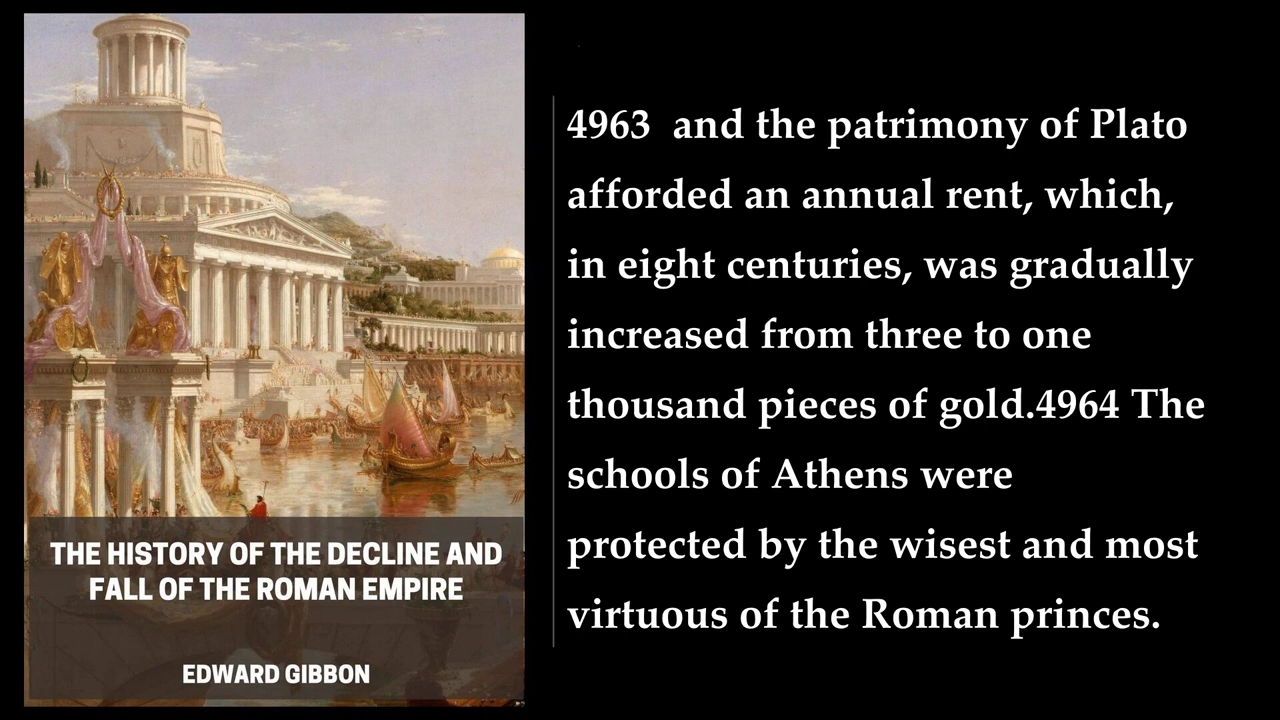 THE HISTORY OF THE DECLINE AND
FALL OF THE ROMAN EMPIRE
EDWARD GIBBON
4963  and the patrimony of Plato
afforded an annual rent, which,
in eight centuries, was gradually
increased from three to one
thousand pieces of gold.4964 The
schools of Athens were
protected by the wisest and most
virtuous of the Roman princes.